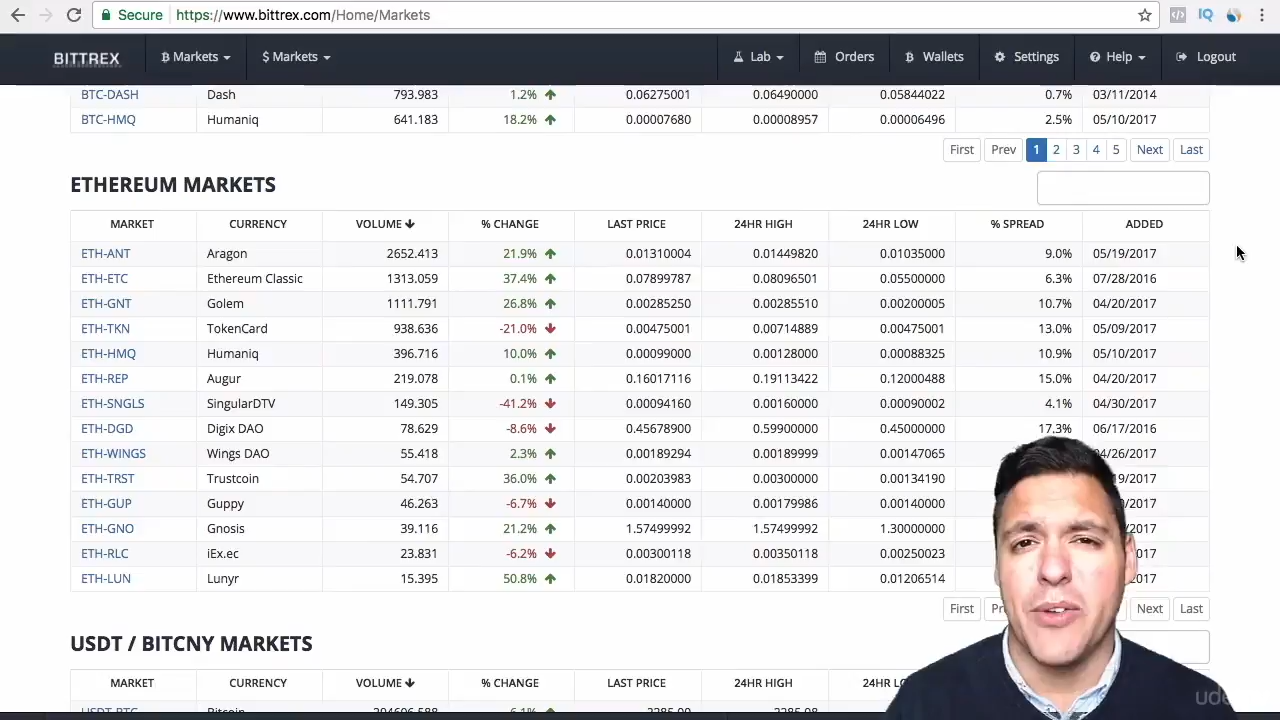 Secure https://www.bittrex.com/Home/Markets
BITTREX ₿ Markets $ Markets Lab Orders ₿ Wallets Settings Help Logout
BTC-DASH Dash 793.983 1.2% 0.06275001 0.06490000 0.05844022 0.7% 03/11/2014
BTC-HMQ Humaniq 641.183 18.2% 0.00007680 0.00008957 0.00006496 2.5% 05/10/2017
First Prev 1 2 3 4 5 Next Last
ETHEREUM MARKETS
MARKET CURRENCY VOLUME % CHANGE LAST PRICE 24HR HIGH 24HR LOW % SPREAD ADDED
ETH-ANT Aragon 2652.413 21.9% 0.01310004 0.01449820 0.01035000 9.0% 05/19/2017
ETH-ETC Ethereum Classic 1313.059 37.4% 0.07899787 0.08096501 0.05500000 6.3% 07/28/2016
ETH-GNT Golem 1111.791 26.8% 0.00285250 0.00285510 0.00200005 10.7% 04/20/2017
ETH-TKN TokenCard 938.636 -21.0% 0.00475001 0.00714889 0.00475001 13.0% 05/09/2017
ETH-HMQ Humaniq 396.716 10.0% 0.00099000 0.00128000 0.00088325 10.9% 05/10/2017
ETH-REP Augur 219.078 0.1% 0.16017116 0.19113422 0.12000488 15.0% 04/20/2017
ETH-SNGLS SingularDTV 149.305 -41.2% 0.00094160 0.00160000 0.00090002 4.1% 04/30/2017
ETH-DGD Digix DAO 78.629 -8.6% 0.45678900 0.59900000 0.45000000 17.3% 06/17/2016
ETH-WINGS Wings DAO 55.418 2.3% 0.00189294 0.00189999 0.00147065 4/26/2017
ETH-TRST Trustcoin 54.707 36.0% 0.00203983 0.00300000 0.00134190 19/2017
ETH-GUP Guppy 46.263 -6.7% 0.00140000 0.00179986 0.00140000 /2017
ETH-GNO Gnosis 39.116 21.2% 1.57499992 1.57499992 1.30000000 /2017
ETH-RLC iEx.ec 23.831 -6.2% 0.00300118 0.00350118 0.00250023 017
ETH-LUN Lunyr 15.395 50.8% 0.01820000 0.01853399 0.01206514 017
First Next Last
USDT / BITCNY MARKETS
MARKET CURRENCY VOLUME % CHANGE LAST PRICE 24HR HIGH
USDT-BTC Bitcoin 6.1%